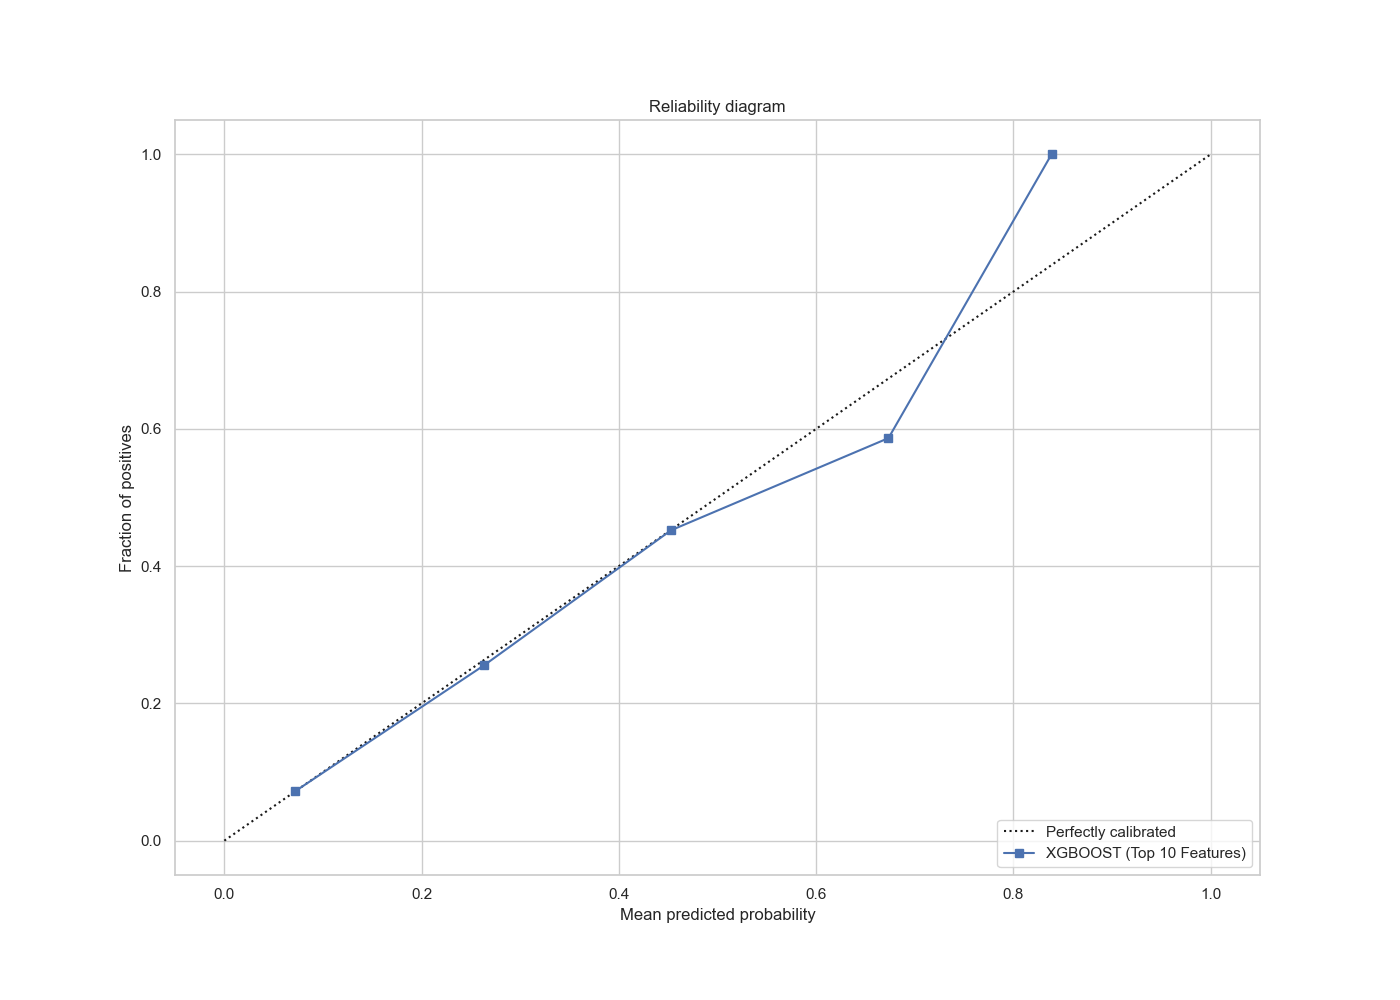 Reliability diagram
1.0
0.8
0.6
0.4
0.2
0.0
Fraction of positives
0.0 0.2 0.4 0.6 0.8 1.0
Mean predicted probability
Perfectly calibrated
XGBOOST (Top 10 Features)